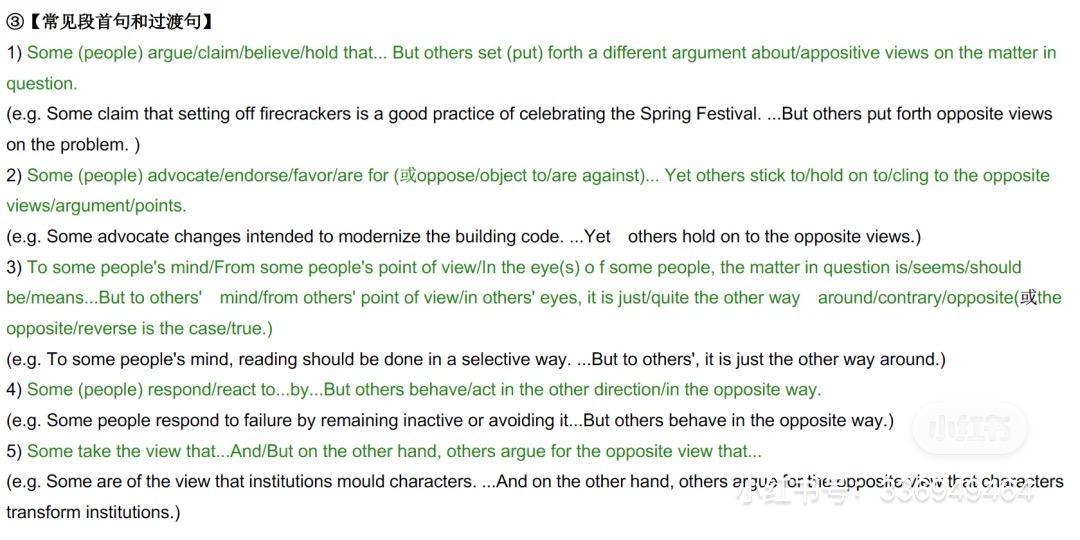 ③【常见段首句和过渡句】
1) Some (people) argue/claim/believe/hold that... But others set (put) forth a different argument about/appositive views on the matter in
question.
(e.g. Some claim that setting off firecrackers is a good practice of celebrating the Spring Festival. ...But others put forth opposite views
on the problem. )
2) Some (people) advocate/endorse/favor/are for (或oppose/object to/are against)... Yet others stick to/hold on to/cling to the opposite
views/argument/points.
(e.g. Some advocate changes intended to modernize the building code. ...Yet others hold on to the opposite views.)
3) To some people's mind/From some people's point of view/In the eye(s) o f some people, the matter in question is/seems/should
be/means...But to others' mind/from others' point of view/in others' eyes, it is just/quite the other way around/contrary/opposite(或the
opposite/reverse is the case/true.)
(e.g. To some people's mind, reading should be done in a selective way. ...But to others', it is just the other way around.)
4) Some (people) respond/react to...by...But others behave/act in the other direction/in the opposite way.
(e.g. Some people respond to failure by remaining inactive or avoiding it...But others behave in the opposite way.)
小红书
5) Some take the view that...And/But on the other hand, others argue for the opposite view that...
(e.g. Some are of the view that institutions mould characters. ...And on the other hand, others argue for the opposite view that characters
小红书号: 336949464
transform institutions.)